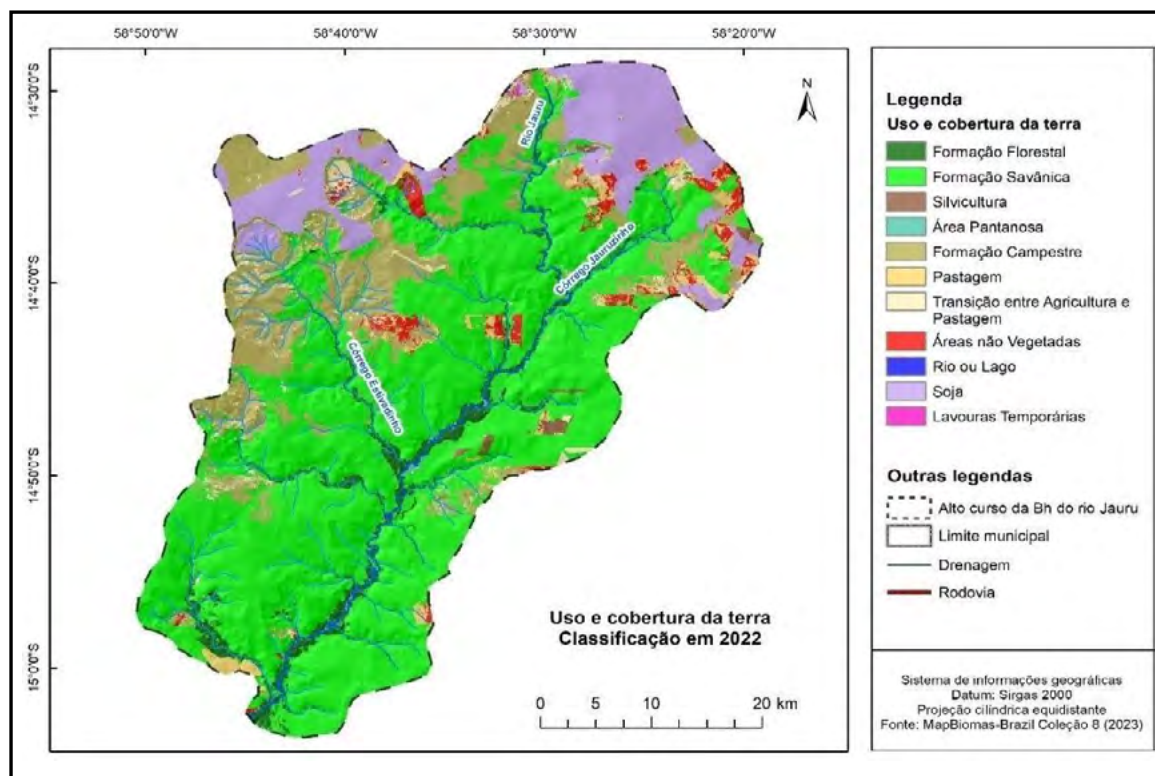 58°50'0"W
58°40'0"W
58°30'0"W
58°20'0"W
14°30'0"S
14°40'0"S
14°50'0"S
15°0'0"S
N
Rio Jauru
Córrego Jauruzinho
Córrego Estivadinho
Uso e cobertura da terra
Classificação em 2022
0 5 10 20 km
Legenda
Uso e cobertura da terra
Formação Florestal
Formação Savânica
Silvicultura
Área Pantanosa
Formação Campestre
Pastagem
Transição entre Agricultura e
Pastagem
Áreas não Vegetadas
Rio ou Lago
Soja
Lavouras Temporárias
Outras legendas
Alto curso da Bh do rio Jauru
Limite municipal
Drenagem
Rodovia
Sistema de informações geográficas
Datum: Sirgas 2000
Projeção cilíndrica equidistante
Fonte: MapBiomas-Brazil Coleção 8 (2023)